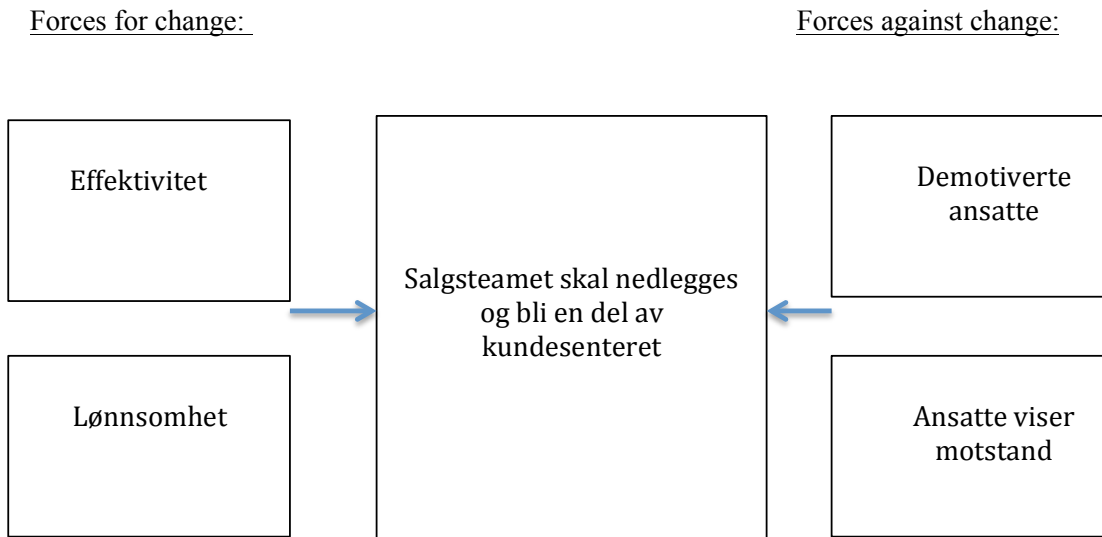 Forces for change:
Forces against change:
Effektivitet
Lønnsomhet
Salgsteamet skal nedlegges
og bli en del av
kundesenteret
Demotiverte
ansatte
Ansatte viser
motstand